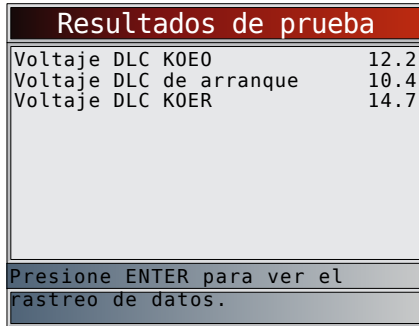 Resultados de prueba
Voltaje DLC KOEO 12.2
Voltaje DLC de arranque 10.4
Voltaje DLC KOER 14.7
Presione ENTER para ver el
rastreo de datos.